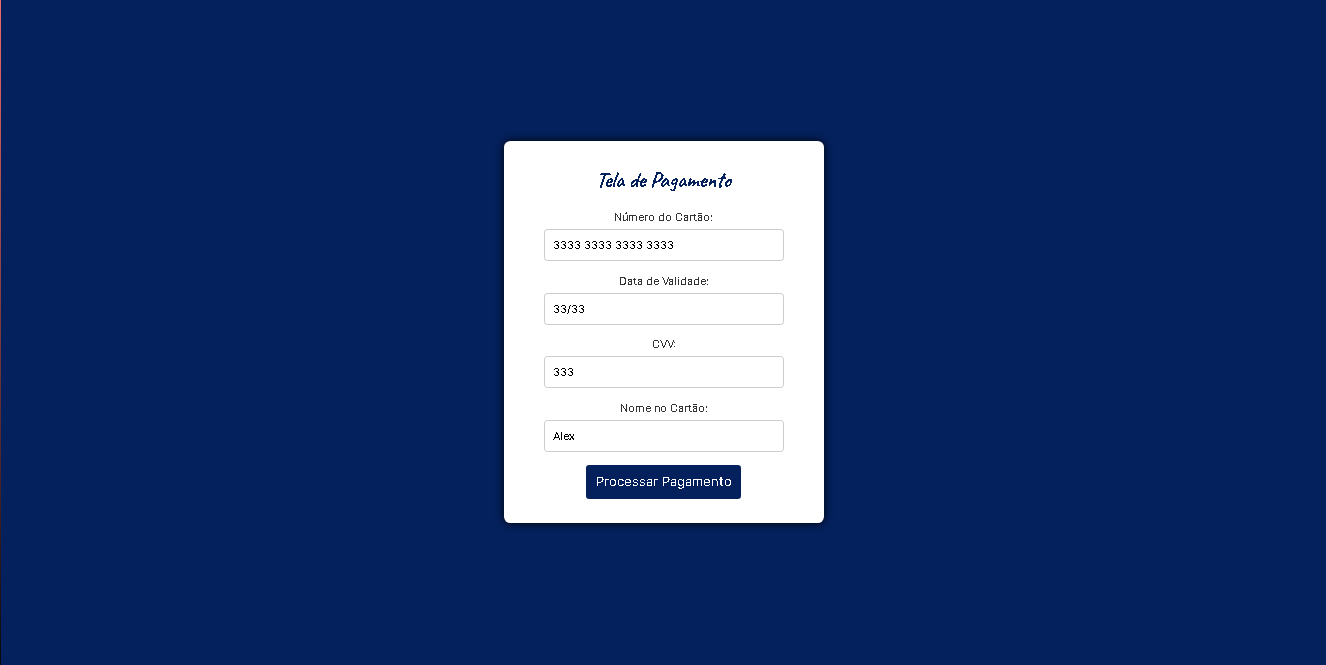 Tela de Pagamento
Número do Cartão:
3333 3333 3333 3333
Data de Validade:
33/33
CVV:
333
Nome no Cartão:
Alex
Processar Pagamento